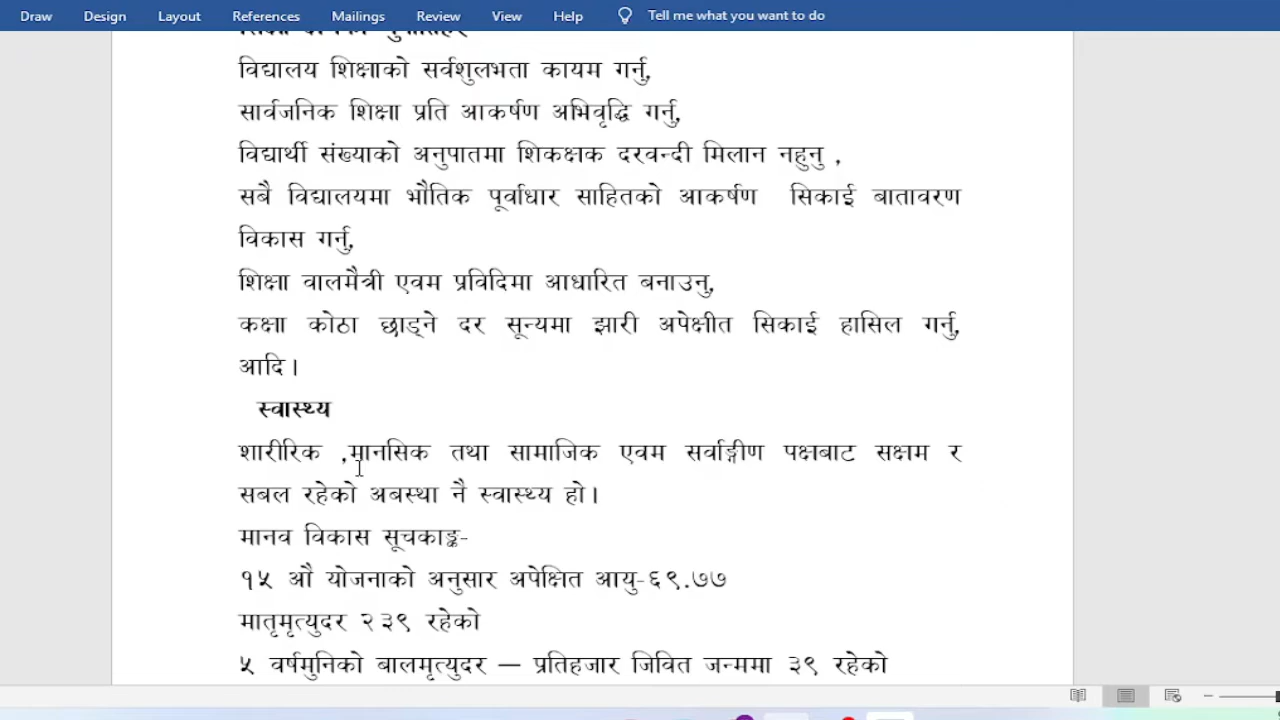 Draw Design Layout References Mailings Review View Help Tell me what you want to do
विद्यालय शिक्षाको सर्वशुलभता कायम गर्नु,
सार्वजनिक शिक्षा प्रति आकर्षण अभिवृद्धि गर्नु,
विद्यार्थी संख्याको अनुपातमा शिकक्षक दरवन्दी मिलान नहुनु ,
सबै विद्यालयमा भौतिक पूर्वाधार साहितको आकर्षण सिकाई बातावरण
विकास गर्नु,
शिक्षा वालमैत्री एवम प्रविदिमा आधारित बनाउनु,
कक्षा कोठा छाड्ने दर सून्यमा झारी अपेक्षीत सिकाई हासिल गर्नु,
आदि।
स्वास्थ्य
शारीरिक ,मानसिक तथा सामाजिक एवम सर्वाङ्गीण पक्षबाट सक्षम र
सबल रहेको अबस्था नै स्वास्थ्य हो।
मानव विकास सूचकाङ्क-
१५ औ योजनाको अनुसार अपेक्षित आयु-६९.७७
मातृमृत्युदर २३९ रहेको
५ वर्षमुनिको बालमृत्युदर — प्रतिहजार जिवित जन्ममा ३९ रहेको